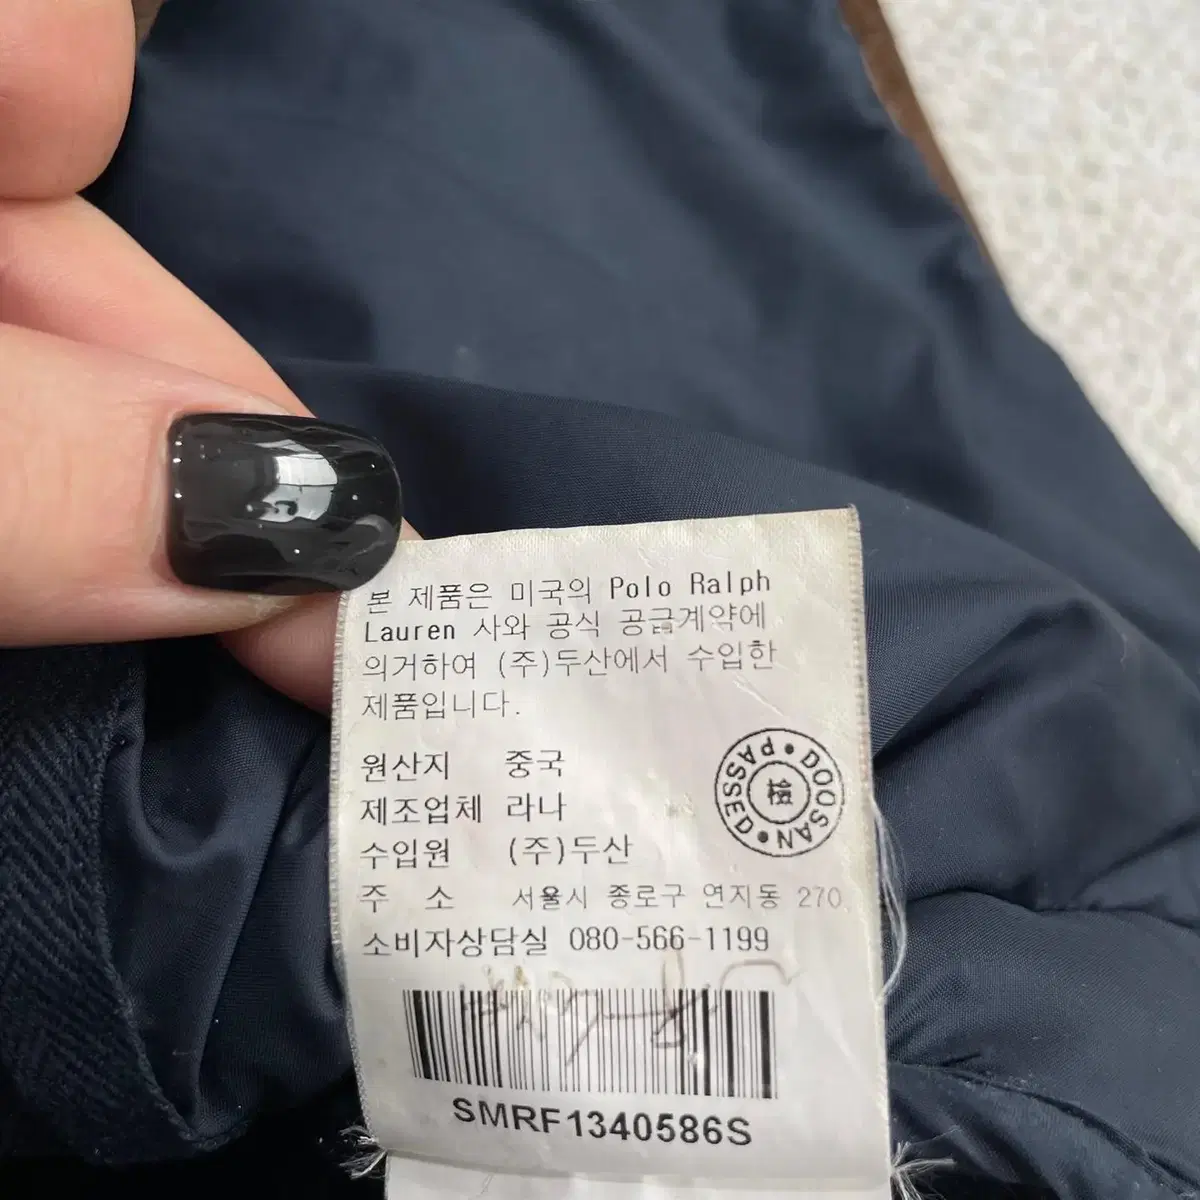 본 제품은 미국의 Polo Ralph
Lauren 사와 공식 공급계약에
의거하여 (주)두산에서 수입한
제품입니다.
원산지 중국
제조업체 라나
수입원 (주)두산
주 소 서울시 종로구 연지동 270
소비자상담실 080-566-1199
DOOSAN • PASSED •
檢
SMRF1340586S